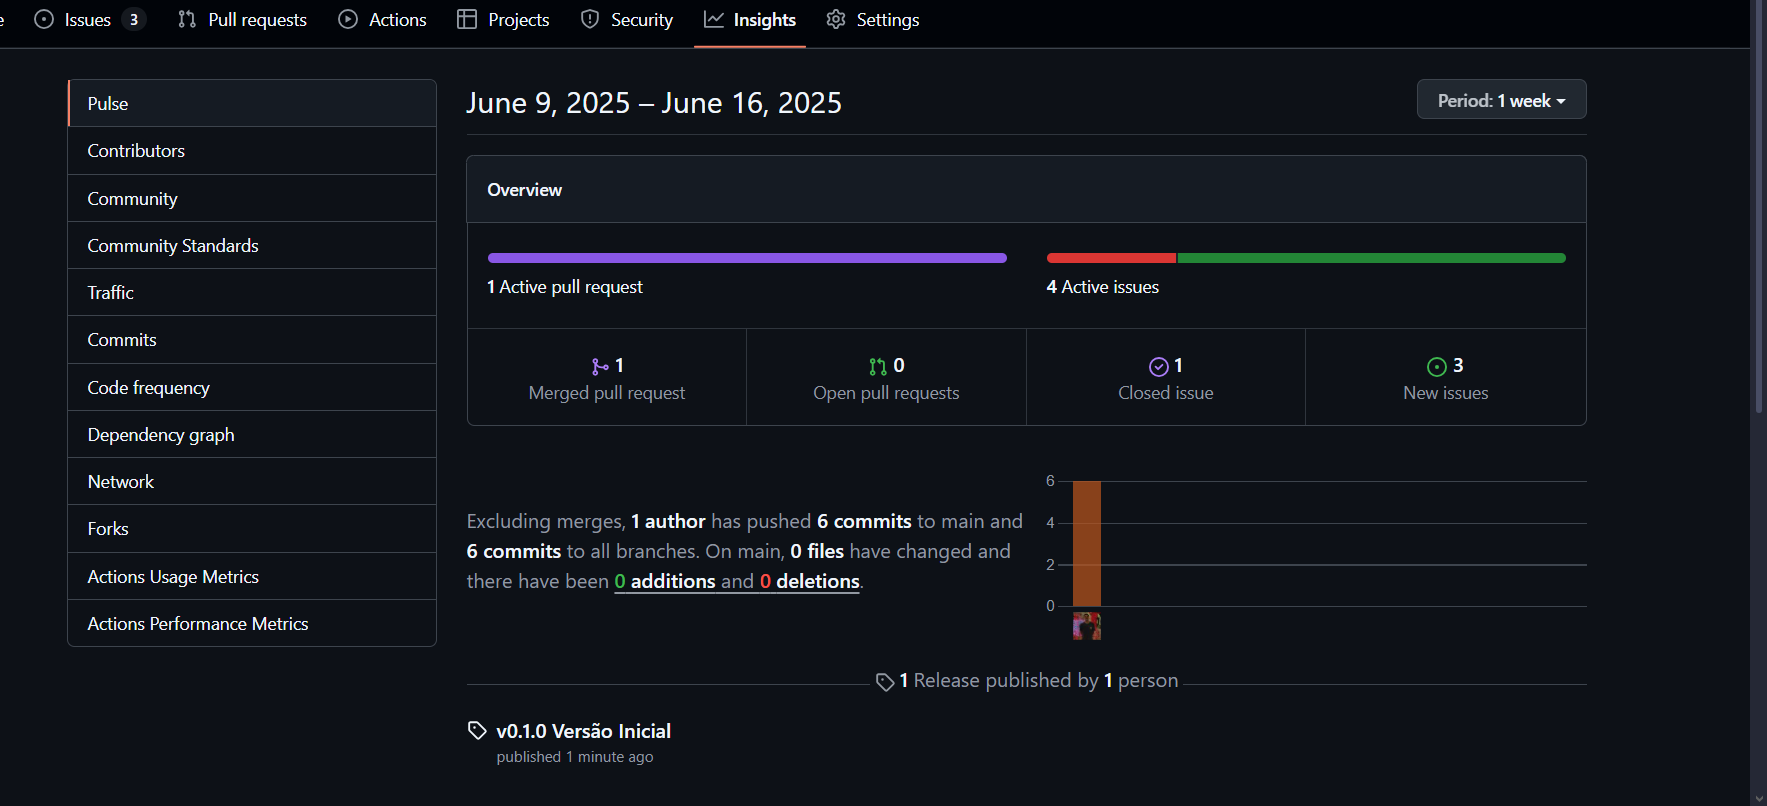 Issues 3 Pull requests Actions Projects Security Insights Settings
Pulse
Contributors
Community
Community Standards
Traffic
Commits
Code frequency
Dependency graph
Network
Forks
Actions Usage Metrics
Actions Performance Metrics
June 9, 2025 – June 16, 2025
Period: 1 week
Overview
1 Active pull request
4 Active issues
1
Merged pull request
0
Open pull requests
1
Closed issue
3
New issues
Excluding merges, 1 author has pushed 6 commits to main and
6 commits to all branches. On main, 0 files have changed and
there have been 0 additions and 0 deletions.
6
4
2
0
1 Release published by 1 person
v0.1.0 Versão Inicial
published 1 minute ago